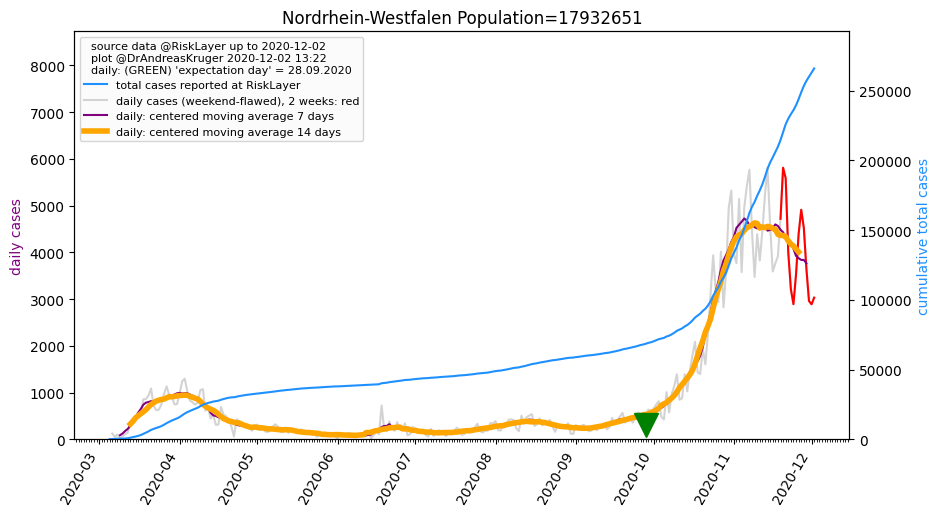 Nordrhein-Westfalen Population=17932651
source data @RiskLayer up to 2020-12-02
plot @DrAndreasKruger 2020-12-02 13:22
daily: (GREEN) 'expectation day' = 28.09.2020
total cases reported at RiskLayer
daily cases (weekend-flawed), 2 weeks: red
daily: centered moving average 7 days
daily: centered moving average 14 days
daily cases
8000
7000
6000
5000
4000
3000
2000
1000
0
250000
200000
150000
100000
50000
0
cumulative total cases
2020-03
2020-04
2020-05
2020-06
2020-07
2020-08
2020-09
2020-10
2020-11
2020-12